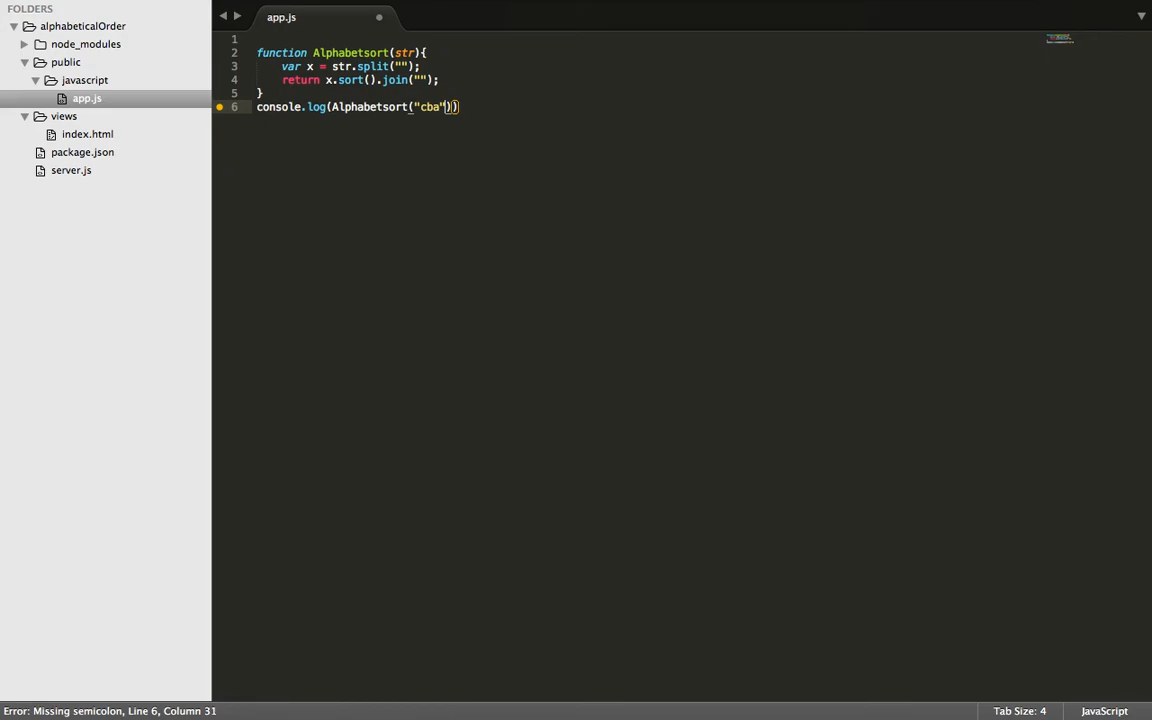 FOLDERS
alphabeticalOrder
node_modules
public
javascript
app.js
views
index.html
package.json
server.js
app.js
1
2 function Alphabetsort(str){
3 var x = str.split("");
4 return x.sort().join("");
5 }
6 console.log(Alphabetsort("cba"))
Error: Missing semicolon, Line 6, Column 31
Tab Size: 4
JavaScript